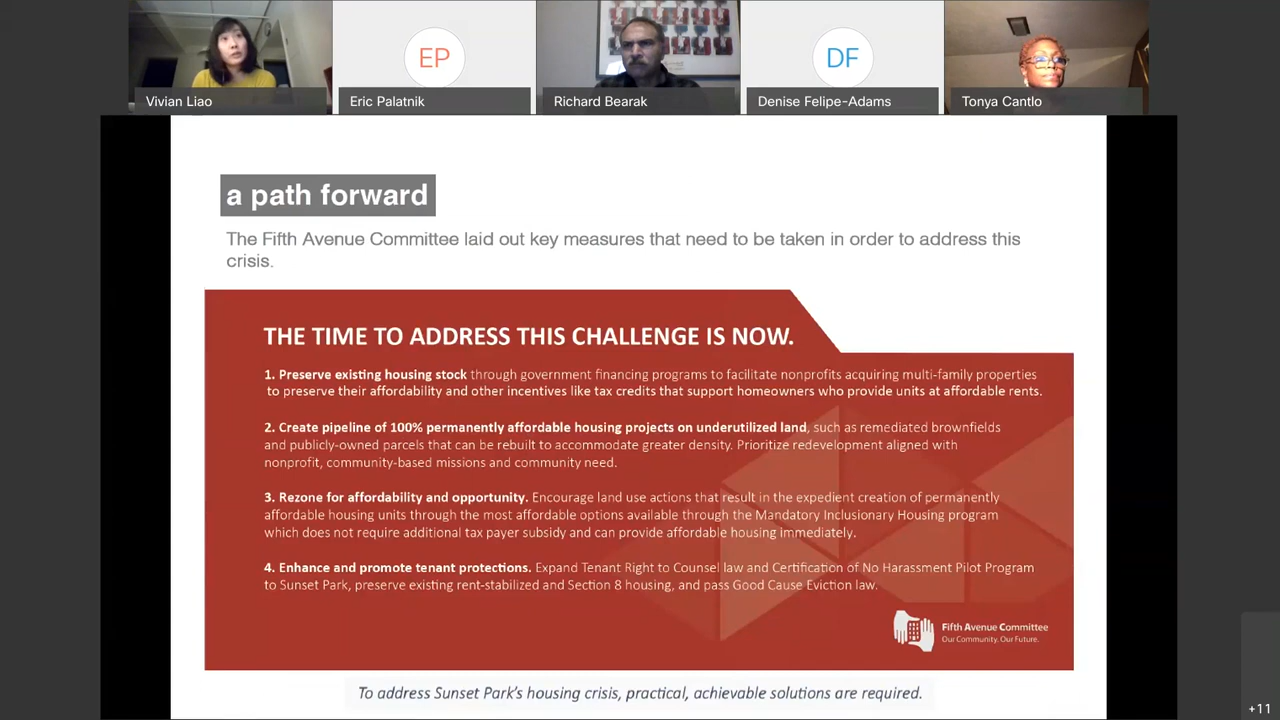 EP
DF
Vivian Liao
Eric Palatnik
Richard Bearak
Denise Felipe-Adams
Tonya Cantlo
a path forward
The Fifth Avenue Committee laid out key measures that need to be taken in order to address this
crisis.
THE TIME TO ADDRESS THIS CHALLENGE IS NOW.
1. Preserve existing housing stock through government financing programs to facilitate nonprofits acquiring multi-family properties
to preserve their affordability and other incentives like tax credits that support homeowners who provide units at affordable rents.
2. Create pipeline of 100% permanently affordable housing projects on underutilized land, such as remediated brownfields
and publicly-owned parcels that can be rebuilt to accommodate greater density. Prioritize redevelopment aligned with
nonprofit, community-based missions and community need.
3. Rezone for affordability and opportunity. Encourage land use actions that result in the expedient creation of permanently
affordable housing units through the most affordable options available through the Mandatory Inclusionary Housing program
which does not require additional tax payer subsidy and can provide affordable housing immediately.
4. Enhance and promote tenant protections. Expand Tenant Right to Counsel law and Certification of No Harassment Pilot Program
to Sunset Park, preserve existing rent-stabilized and Section 8 housing, and pass Good Cause Eviction law.
Fifth Avenue Committee
Our Community. Our Future.
To address Sunset Park's housing crisis, practical, achievable solutions are required.
+11